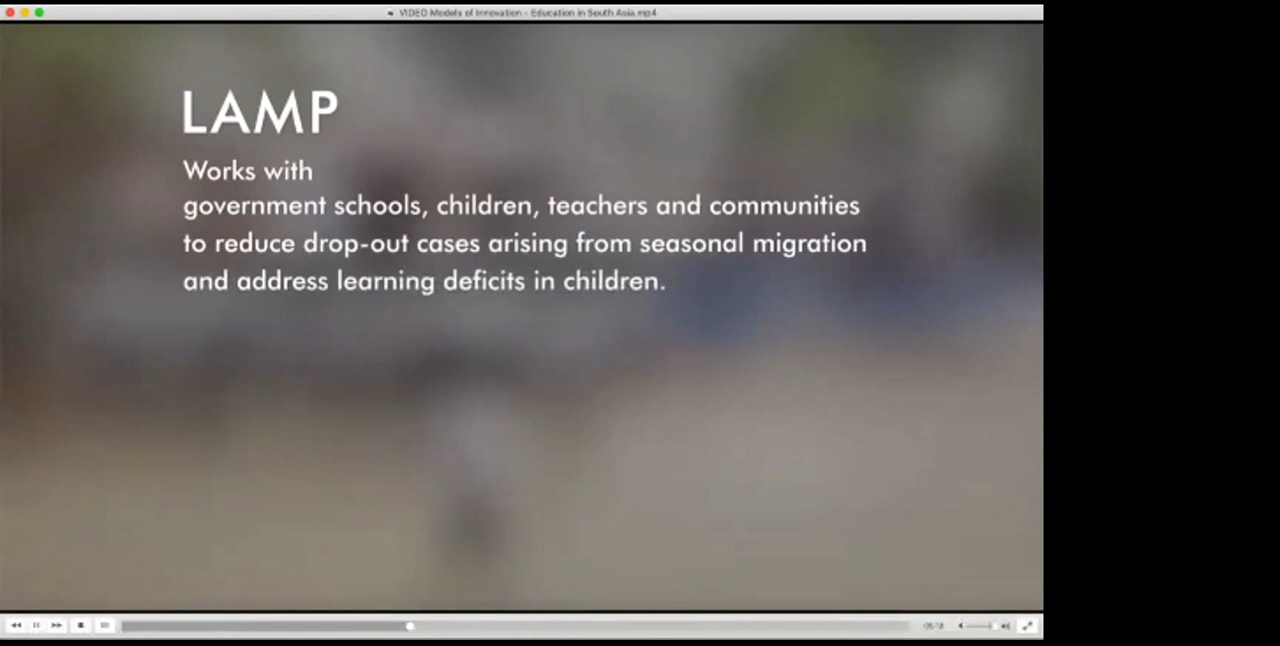 VIDEO Models of Innovation - Education in South Asia.mp4
LAMP
Works with
government schools, children, teachers and communities
to reduce drop-out cases arising from seasonal migration
and address learning deficits in children.